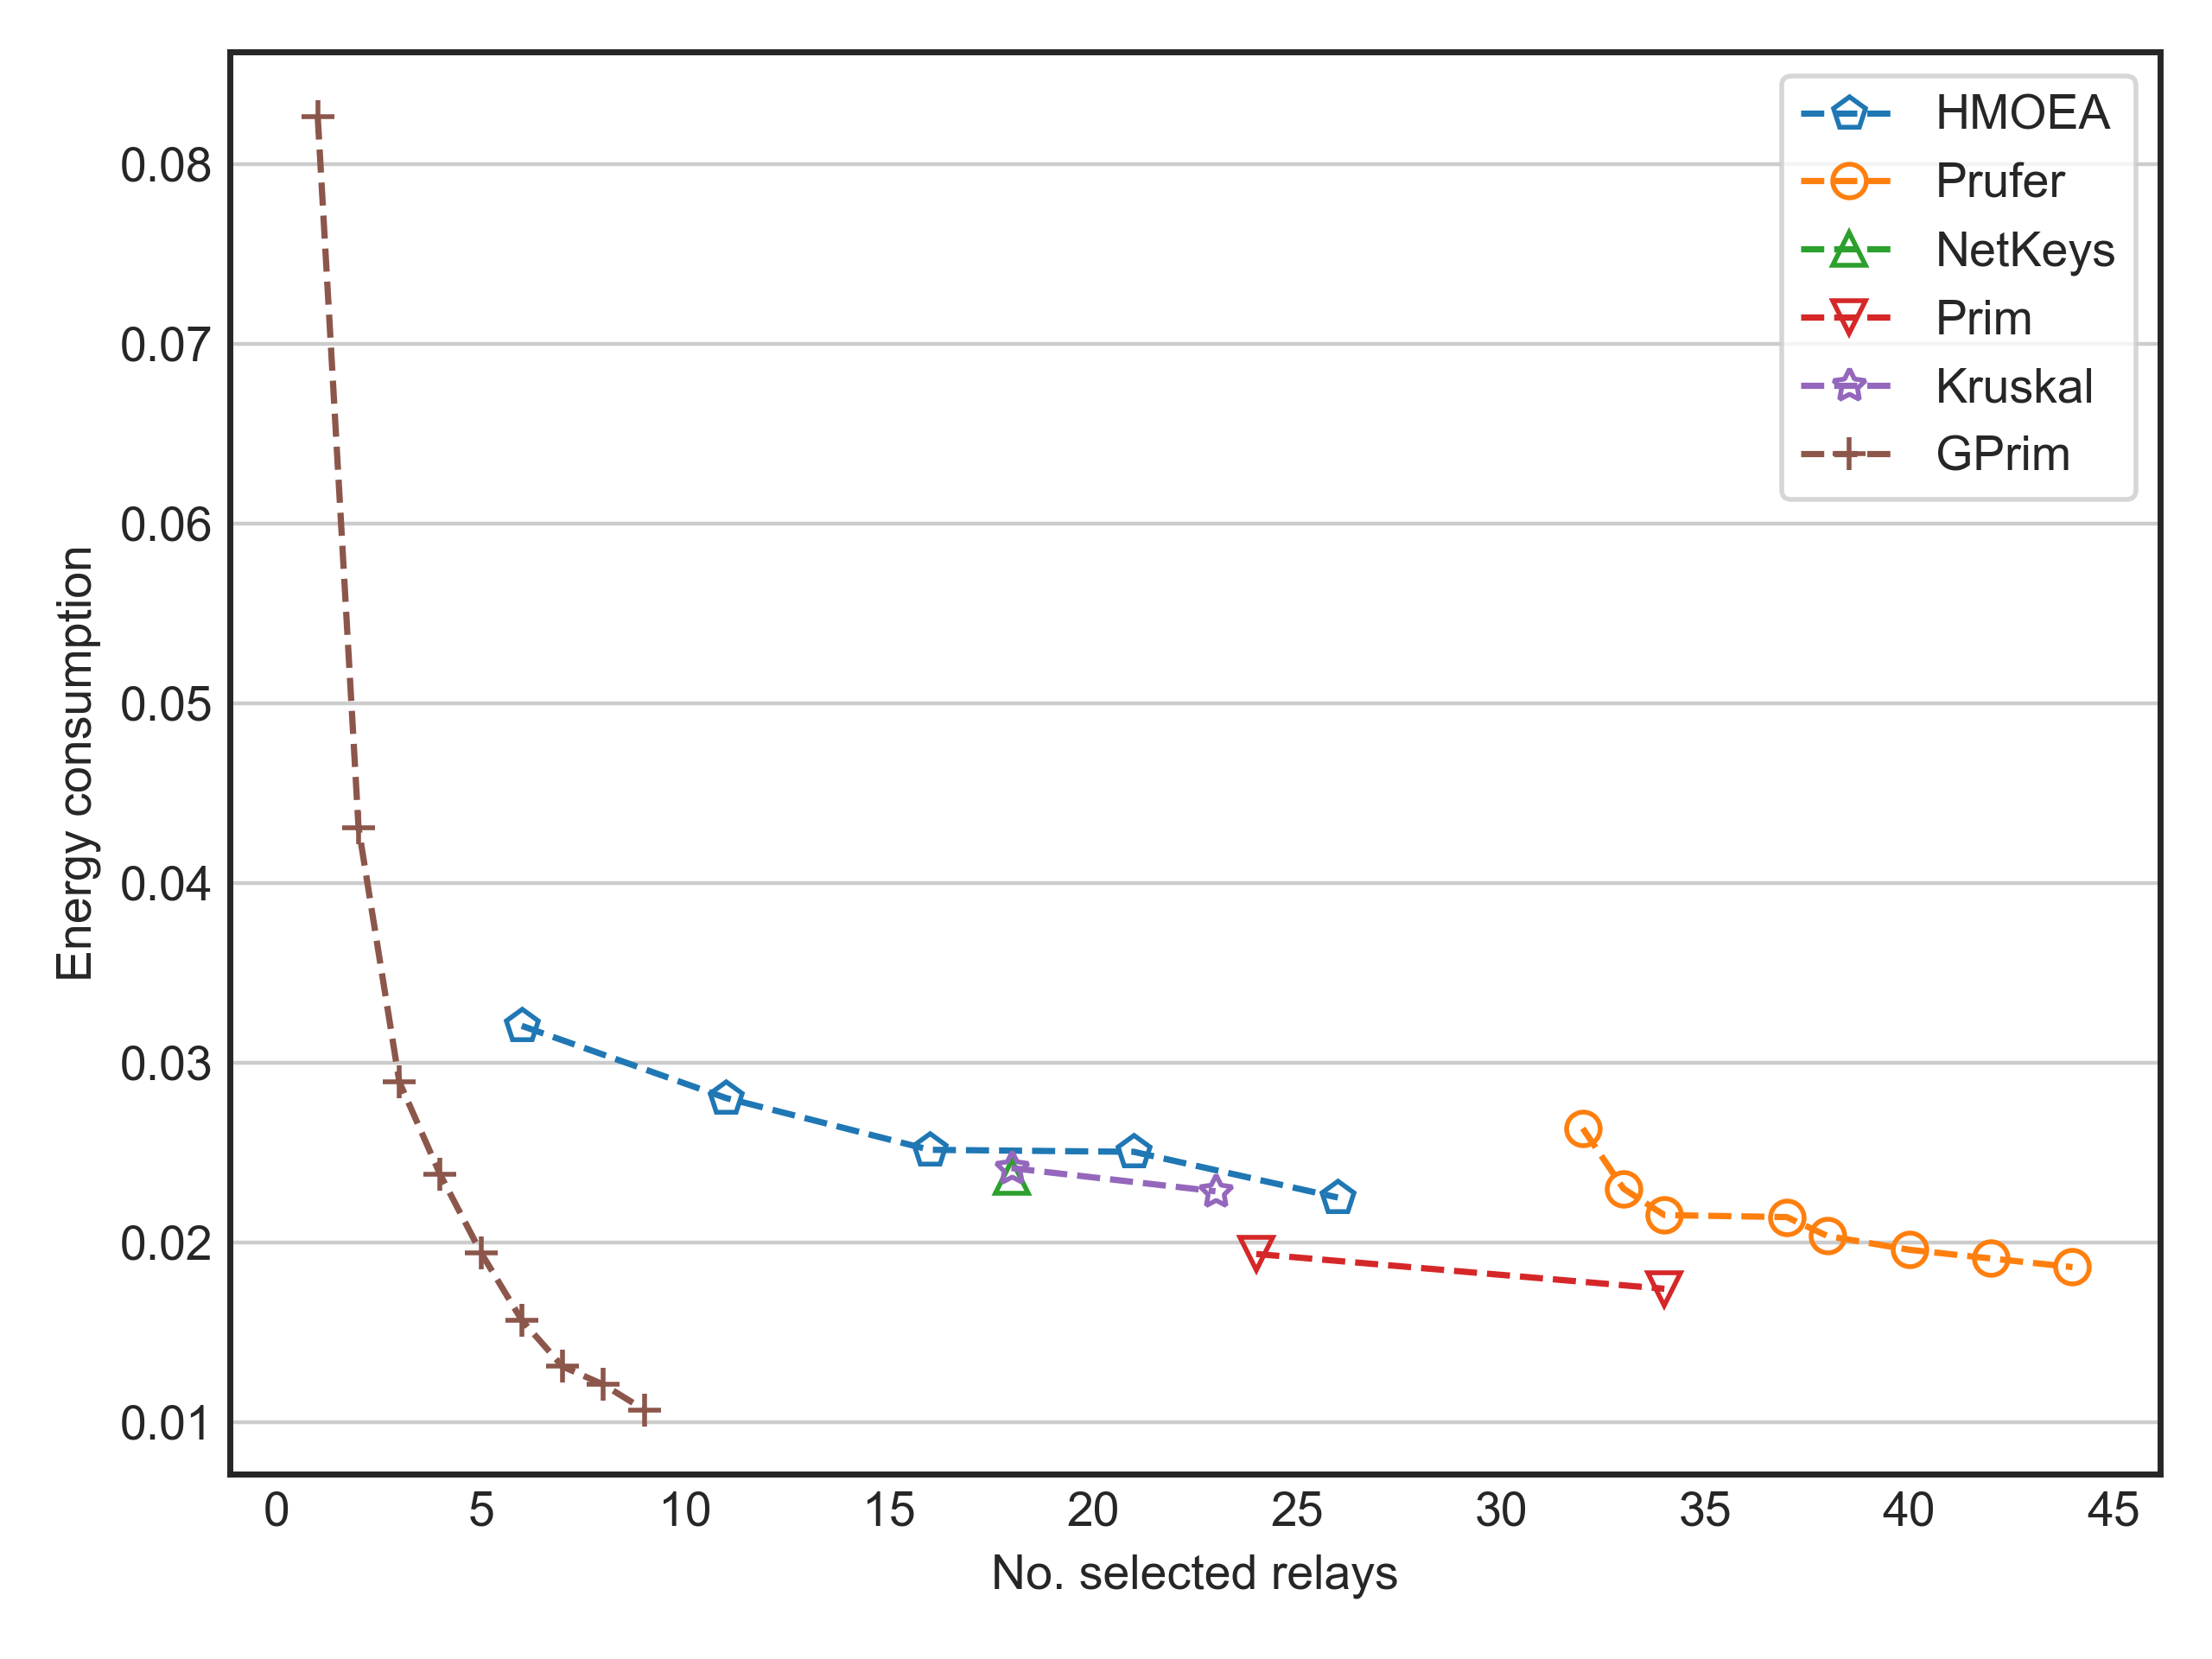 HMOEA
Prufer
NetKeys
Prim
Kruskal
GPrim
0.08
0.07
0.06
0.05
0.04
0.03
0.02
0.01
Energy consumption
0 5 10 15 20 25 30 35 40 45
No. selected relays